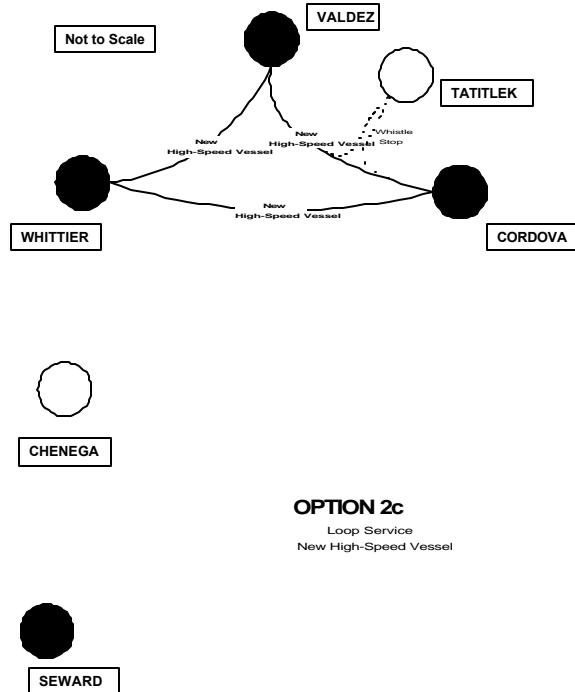 VALDEZ
Not to Scale
TATITLEK
New
High-Speed Vessel
New
High-Speed Vessel
Whistle
Stop
New
High-Speed Vessel
WHITTIER
CORDOVA
CHENEGA
OPTION 2c
Loop Service
New High-Speed Vessel
SEWARD